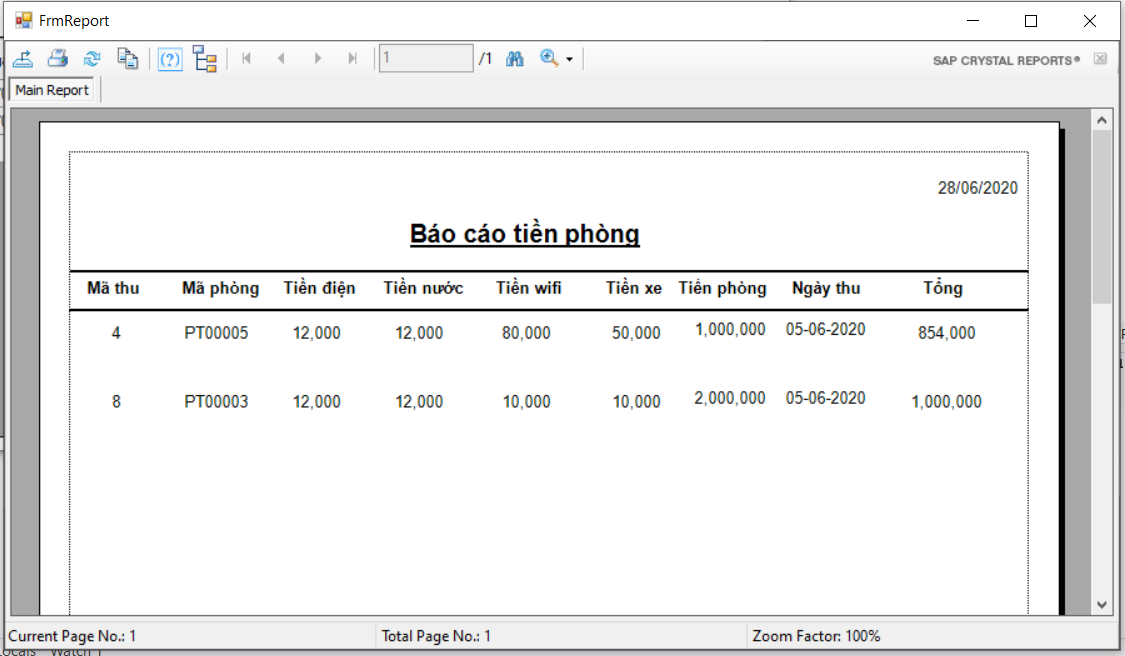 FrmReport
1 /1 SAP CRYSTAL REPORTS®
Main Report
28/06/2020
Báo cáo tiền phòng
Mã thu Mã phòng Tiền điện Tiền nước Tiền wifi Tiền xe Tiền phòng Ngày thu Tổng
4 PT00005 12,000 12,000 80,000 50,000 1,000,000 05-06-2020 854,000
8 PT00003 12,000 12,000 10,000 10,000 2,000,000 05-06-2020 1,000,000
Current Page No.: 1 Total Page No.: 1 Zoom Factor: 100%
Locals Watch 1